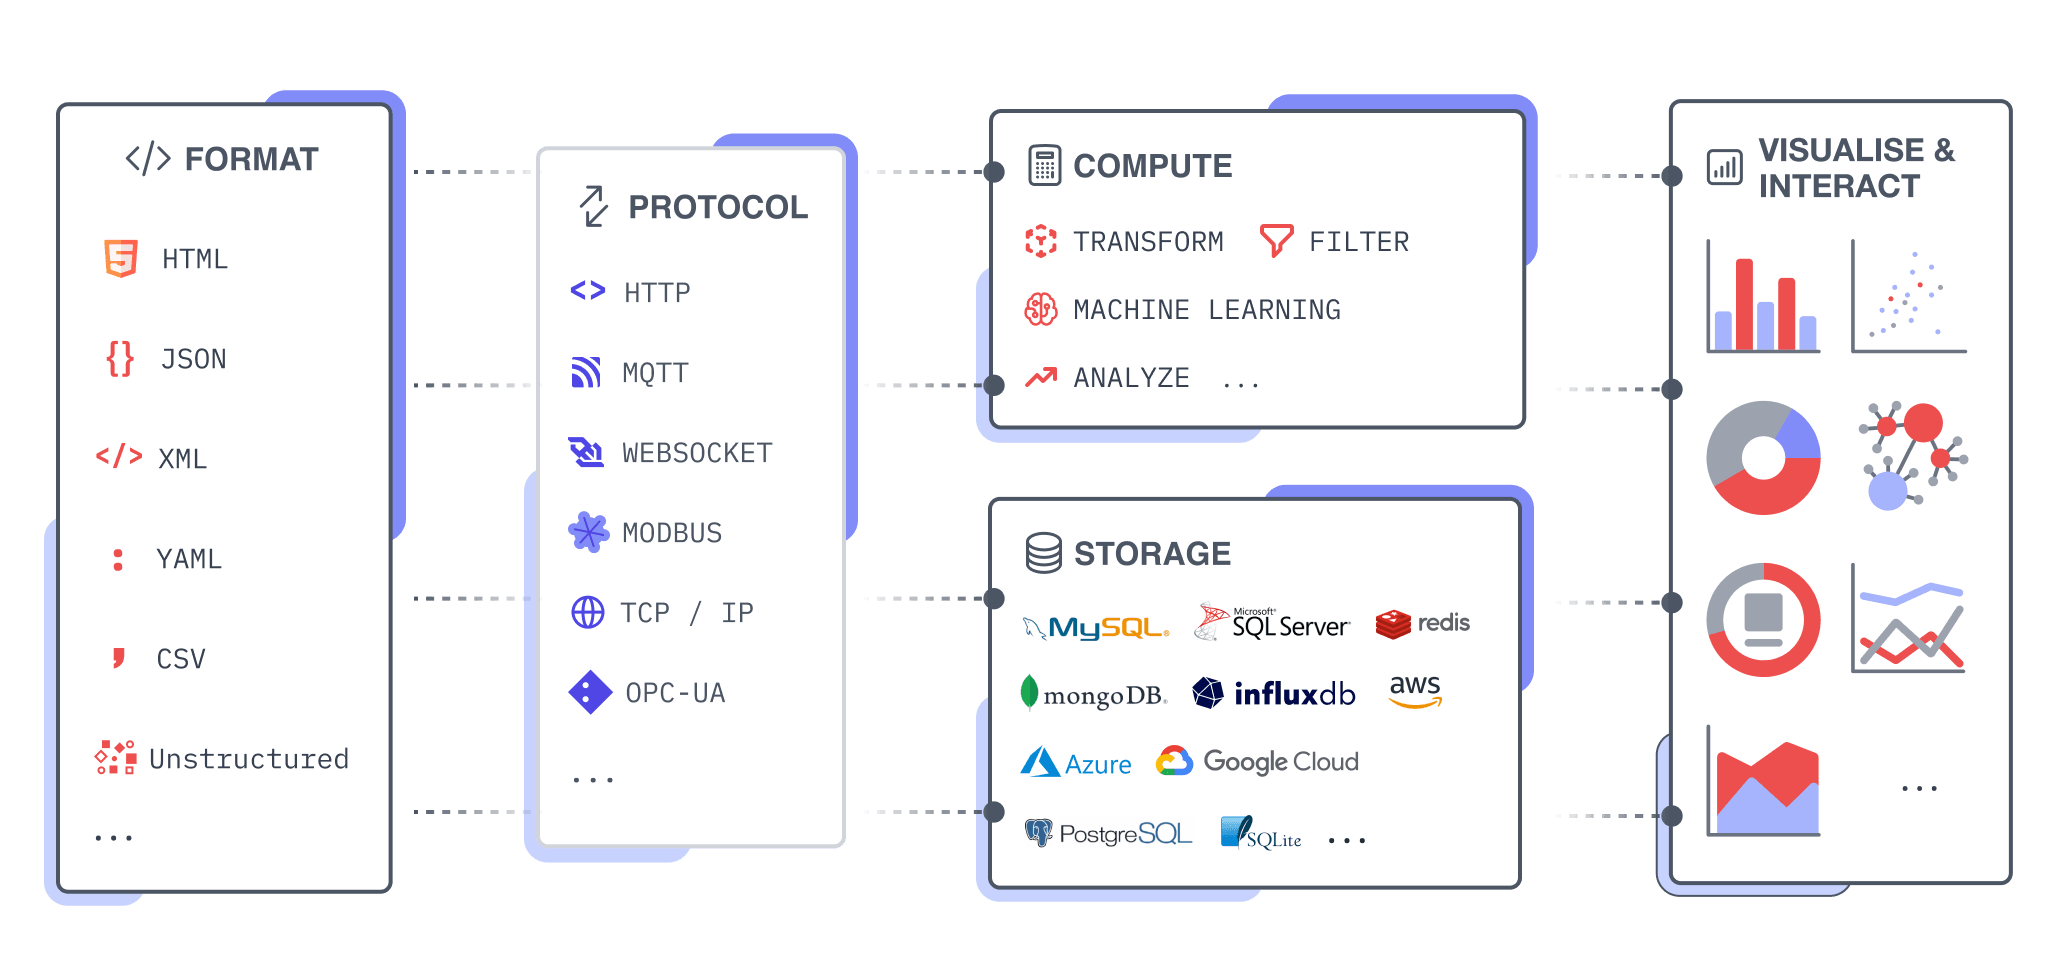 </> FORMAT
HTML
{} JSON
</> XML
: YAML
, CSV
Unstructured
...
PROTOCOL
<> HTTP
MQTT
WEBSOCKET
MODBUS
TCP / IP
OPC-UA
...
COMPUTE
TRANSFORM FILTER
MACHINE LEARNING
ANALYZE ...
STORAGE
MySQL® Microsoft® SQL Server® redis
mongoDB® influxdb aws
Azure Google Cloud
PostgreSQL SQLite ...
VISUALISE &
INTERACT
...